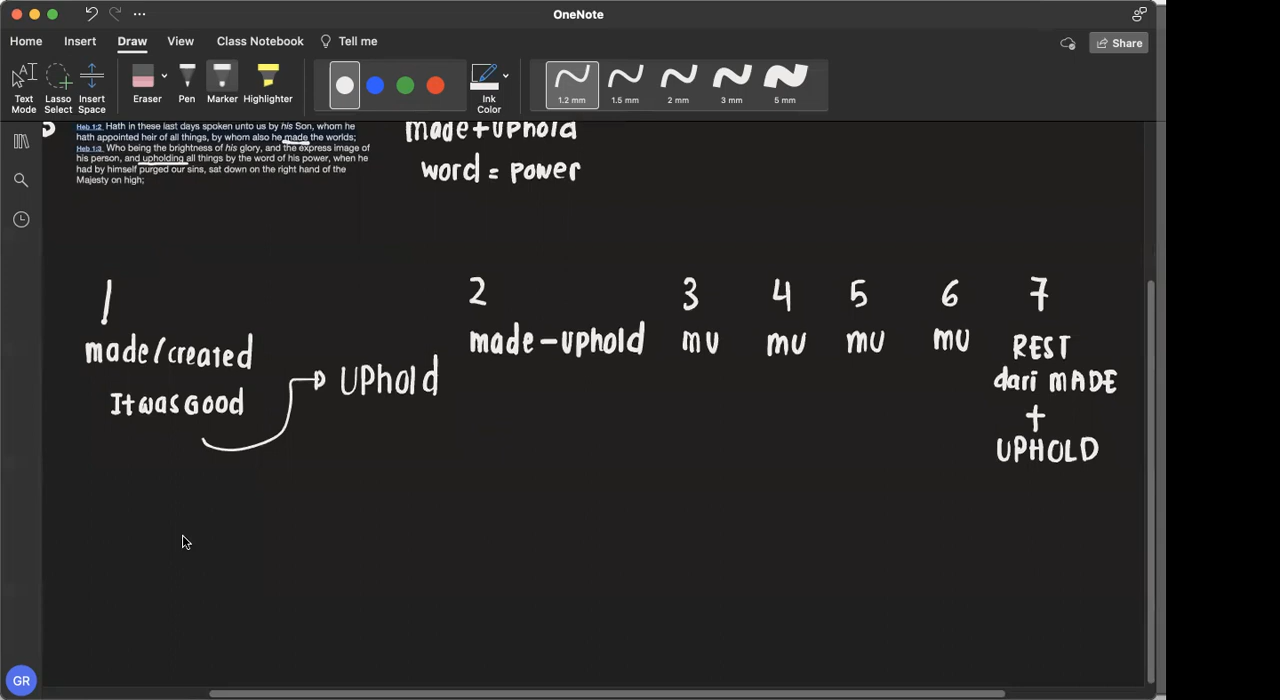 OneNote
Home Insert Draw View Class Notebook Tell me
Share
Text Mode
Lasso Select
Insert Space
Eraser
Pen
Marker
Highlighter
Ink Color
1.2 mm 1.5 mm 2 mm 3 mm 5 mm
Heb 1:2 Hath in these last days spoken unto us by his Son, whom he
hath appointed heir of all things, by whom also he made the worlds;
Heb 1:3 Who being the brightness of his glory, and the express image of
his person, and upholding all things by the word of his power, when he
had by himself purged our sins, sat down on the right hand of the
Majesty on high;
made+uphold
word = power
1 2 3 4 5 6 7
made/created
It was Good
UPhold
made-uphold
mu mu mu mu
REST
dari MADE
+
UPHOLD
GR